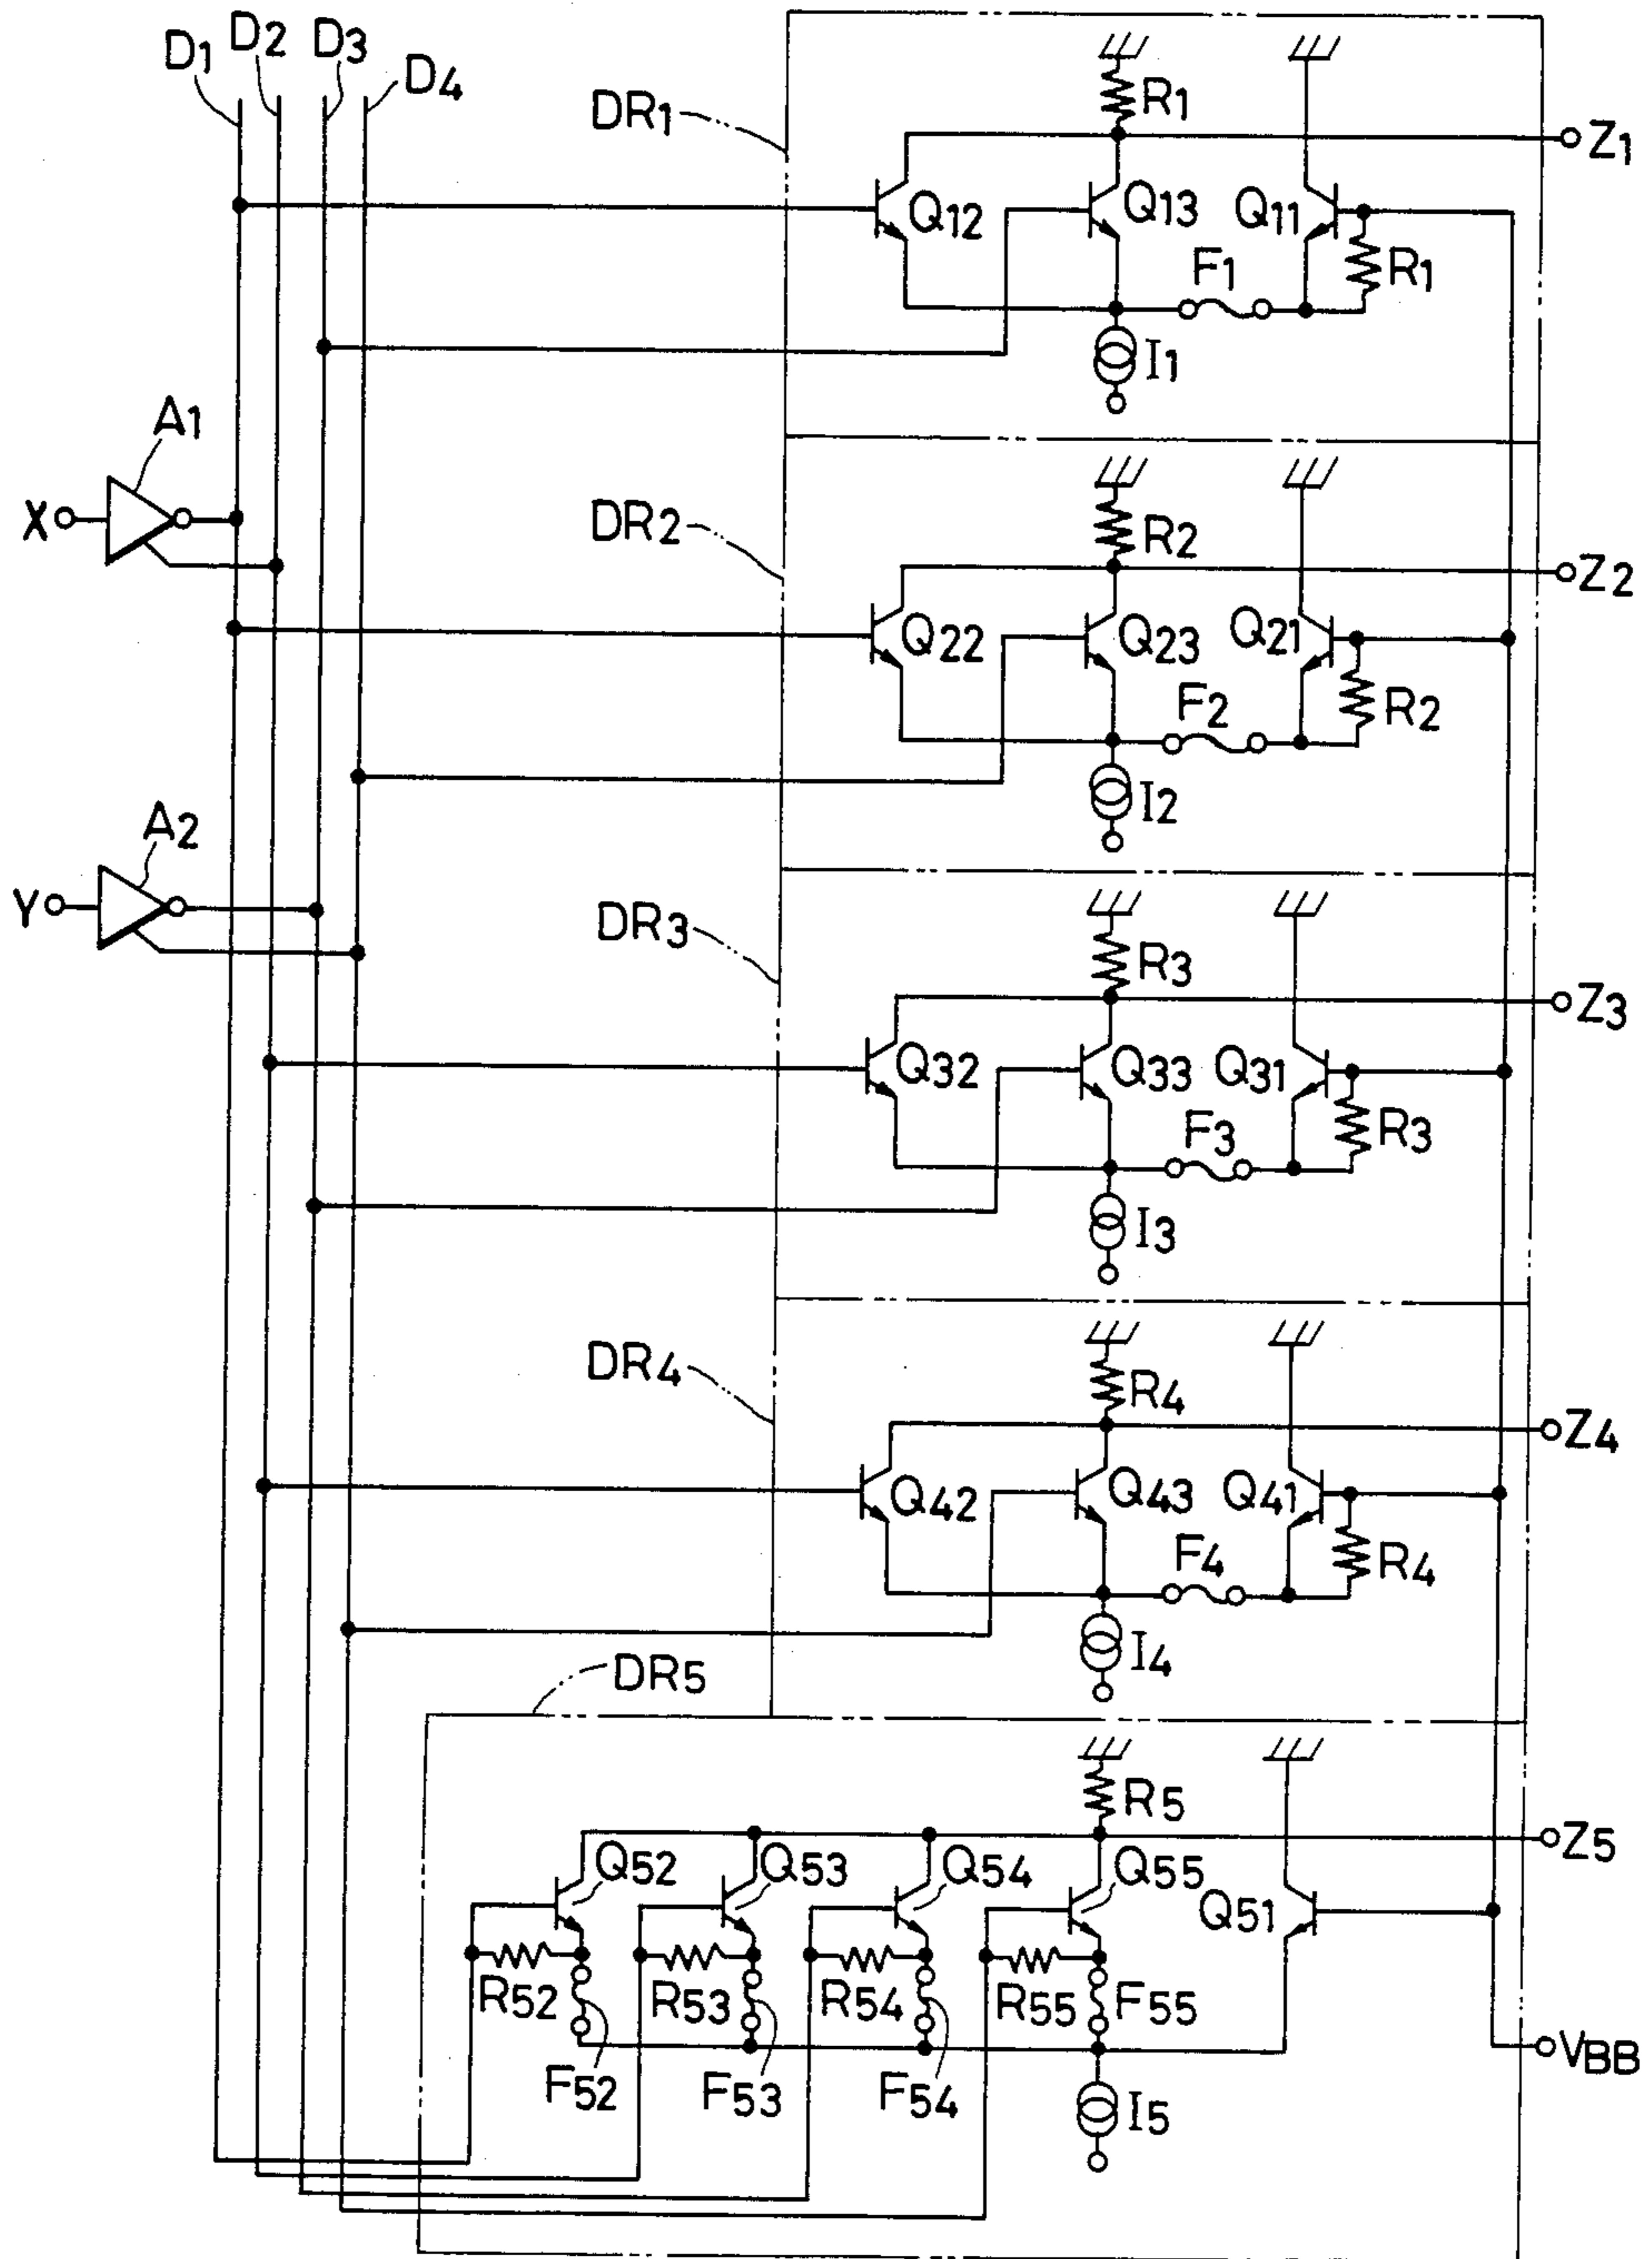 D1 D2 D3 D4
DR1
R1
Z1
Q12 Q13 Q11
F1 R1
I1
A1
X
DR2
R2
Z2
Q22 Q23 Q21
F2 R2
I2
A2
Y
DR3
R3
Z3
Q32 Q33 Q31
F3 R3
I3
DR4
R4
Z4
Q42 Q43 Q41
F4 R4
I4
DR5
R5
Z5
Q52 Q53 Q54 Q55 Q51
R52 R53 R54 R55 F55
F52 F53 F54
I5
VBB